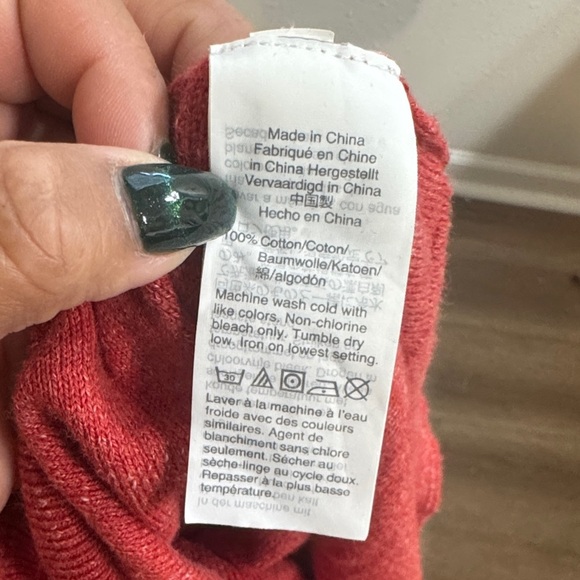 Made in China
Fabriqué en Chine
in China Hergestellt
Vervaardigd in China
中国製
Hecho en China
100% Cotton/Coton/
Baumwolle/Katoen/
綿/algodón
Machine wash cold with
like colors. Non-chlorine
bleach only. Tumble dry
low. Iron on lowest setting.
30
Laver à la machine à l'eau
froide avec des couleurs
similaires. Agent de
blanchiment sans chlore
seulement. Sécher au
sèche-linge au cycle doux.
Repasser à la plus basse
température.